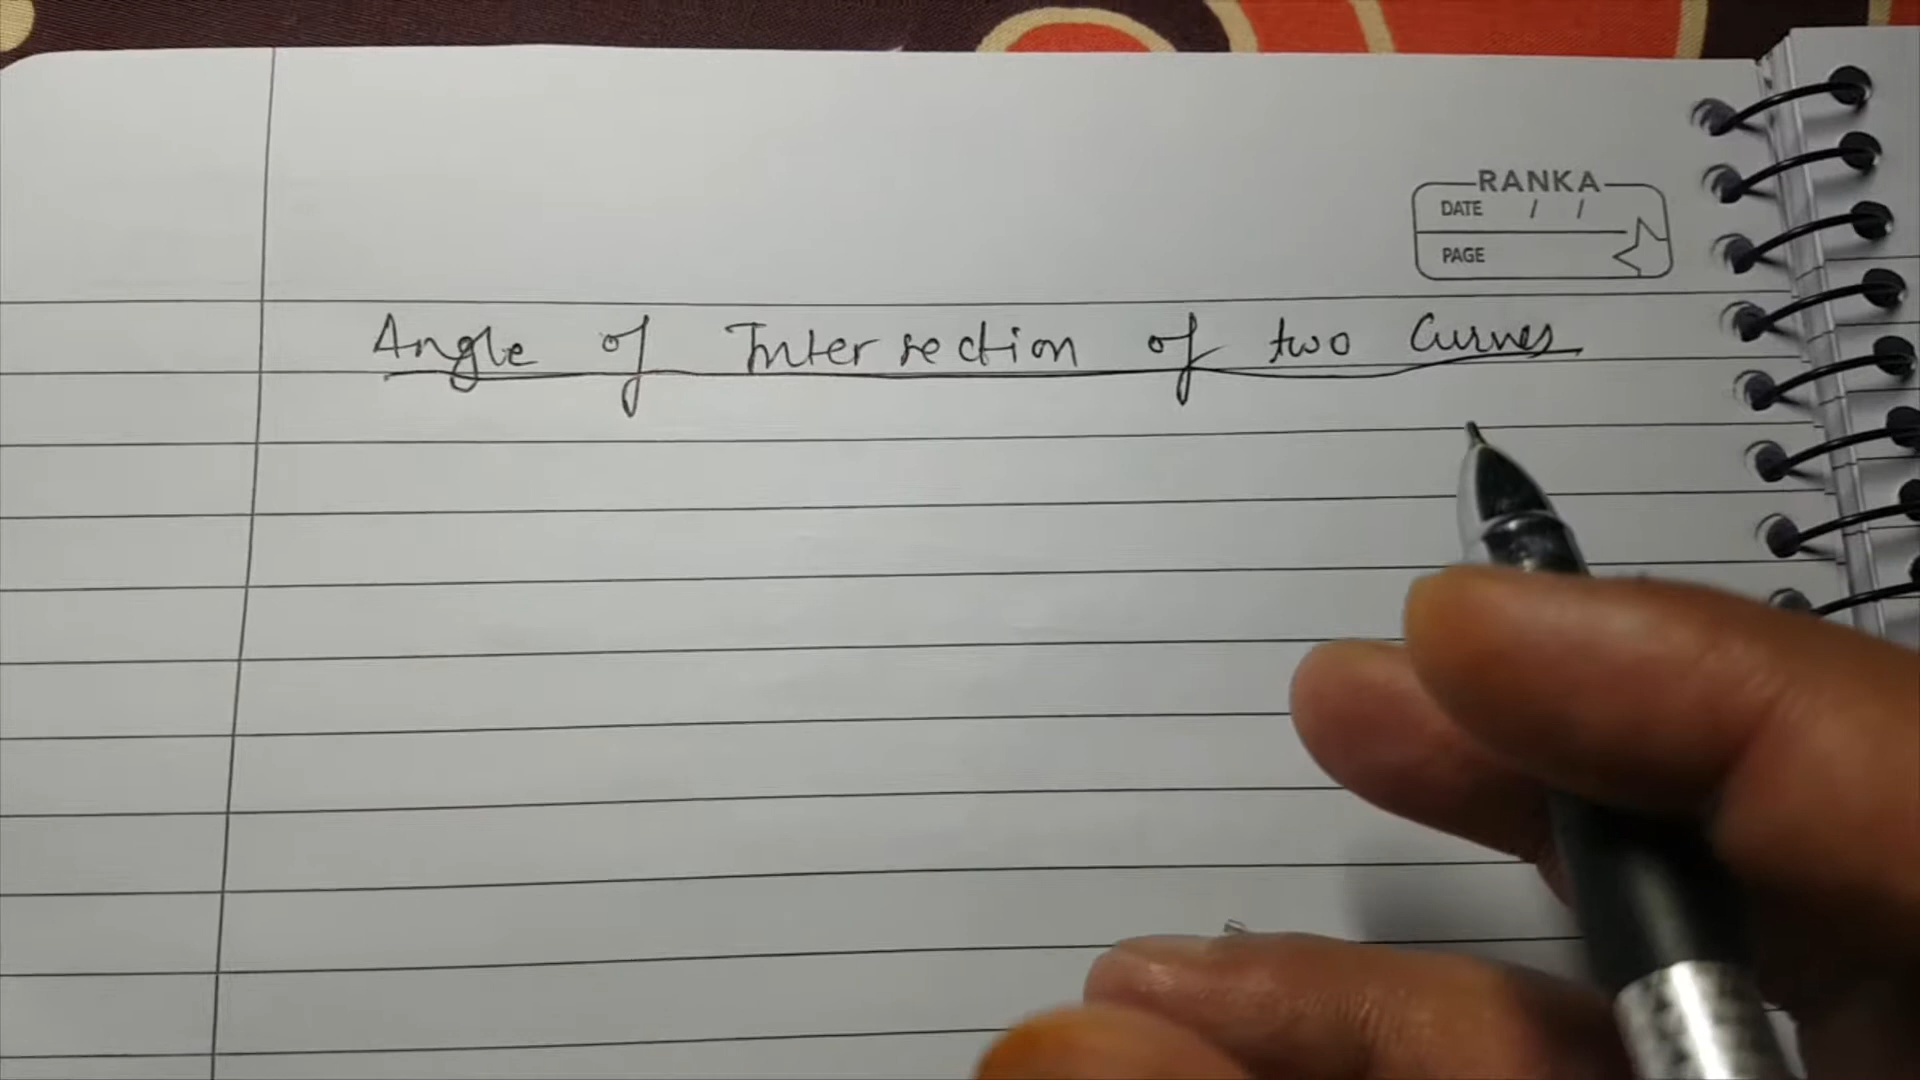 RANKA
DATE / /
PAGE
Angle of Intersection of two Curves